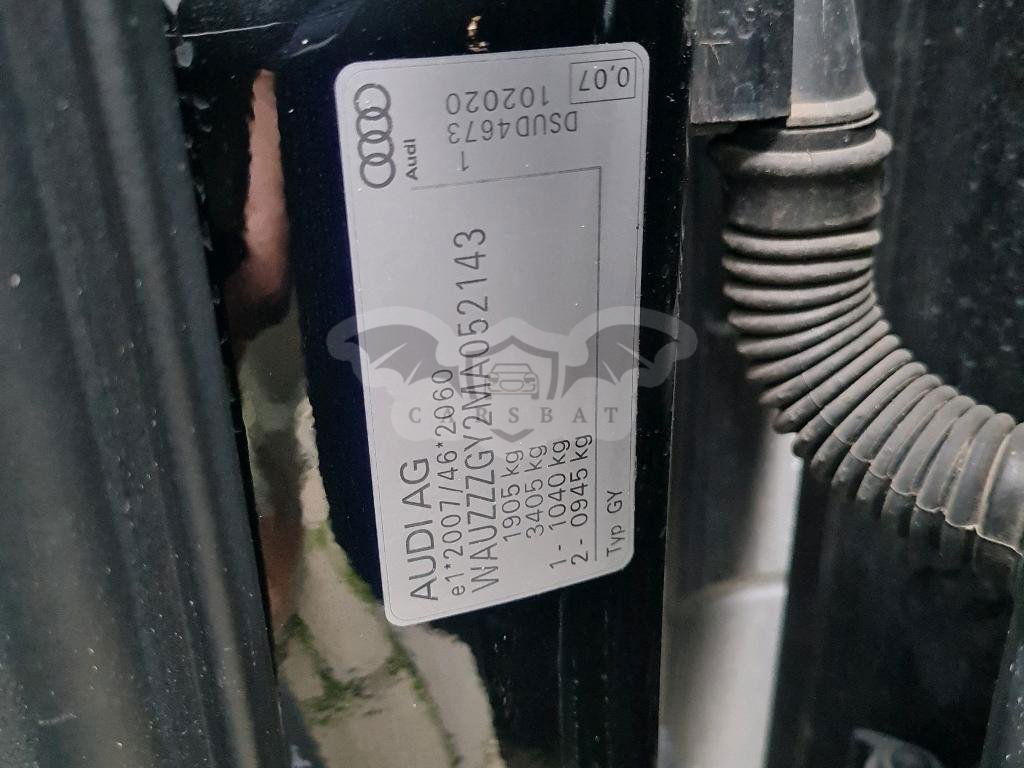 AUDI AG
e1*2007/46*2060
WAUZZZGY2MA052143
1905 kg
3405 kg
1- 1040 kg
2- 0945 kg
Typ GY
Audi
1
DSUD4673
102020
0,07
CARSBAT